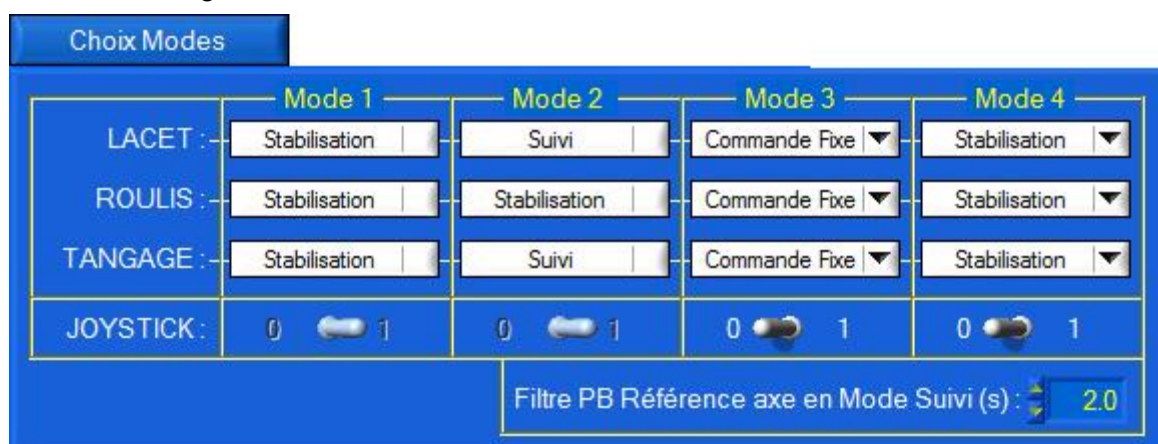 Choix Modes
Mode 1 Mode 2 Mode 3 Mode 4
LACET : Stabilisation Suivi Commande Fixe Stabilisation
ROULIS : Stabilisation Stabilisation Commande Fixe Stabilisation
TANGAGE : Stabilisation Suivi Commande Fixe Stabilisation
JOYSTICK : 0 1 0 1 0 1 0 1
Filtre PB Référence axe en Mode Suivi (s) : 2.0